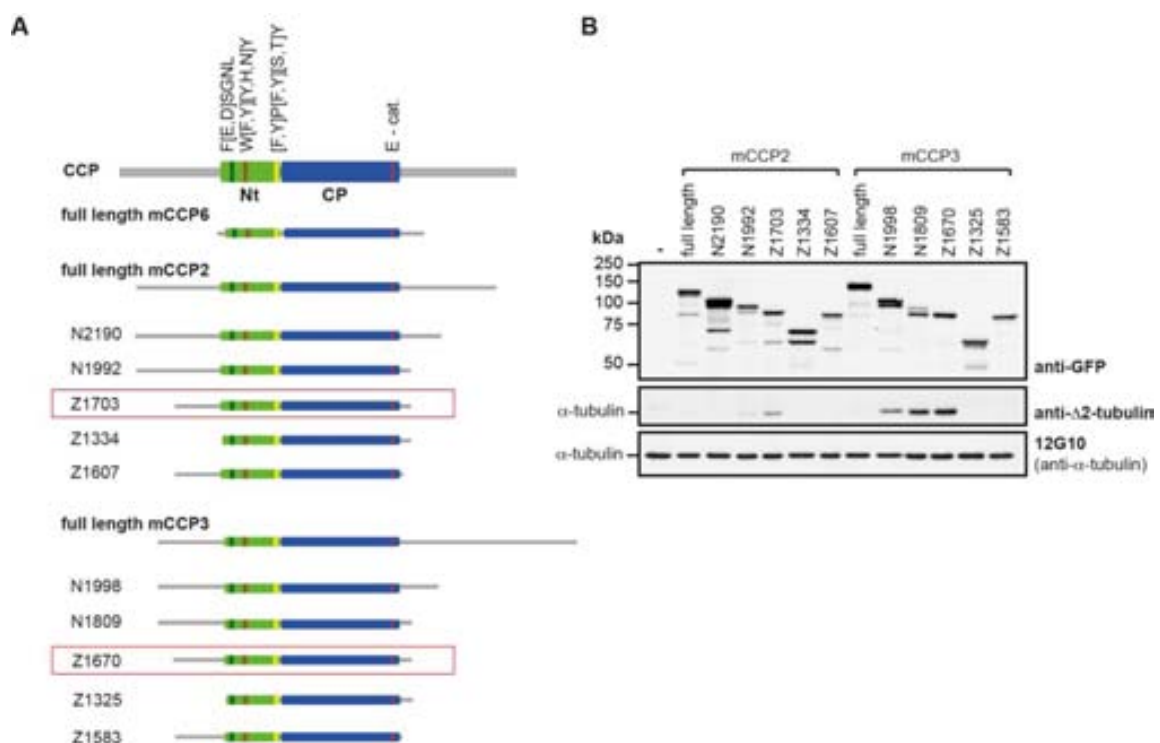 A
B
F[E,D]SGNL
W[F,Y][Y,H,N]Y
[F,Y]P[F,Y][S,T]Y
E - cat.
CCP
Nt
CP
full length mCCP6
full length mCCP2
N2190
N1992
Z1703
Z1334
Z1607
full length mCCP3
N1998
N1809
Z1670
Z1325
Z1583
mCCP2
mCCP3
kDa
-
full length
N2190
N1992
Z1703
Z1334
Z1607
full length
N1998
N1809
Z1670
Z1325
Z1583
250
150
100
75
50
anti-GFP
α-tubulin
anti-Δ2-tubulin
α-tubulin
12G10
(anti-α-tubulin)